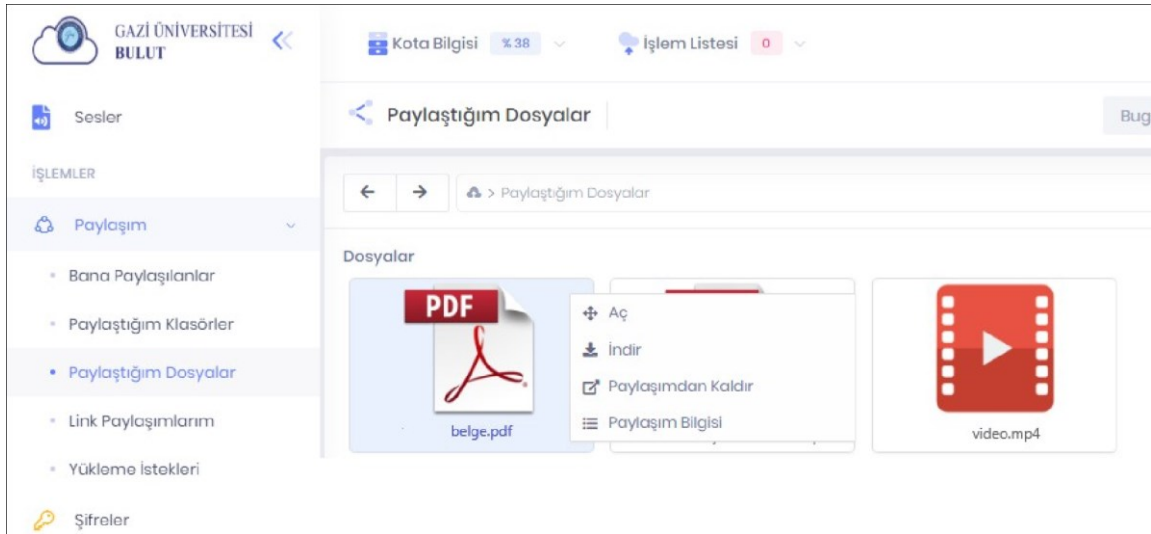 GAZİ ÜNİVERSİTESİ
BULUT
Kota Bilgisi %38
İşlem Listesi 0
Sesler
Paylaştığım Dosyalar
İŞLEMLER
> Paylaştığım Dosyalar
Paylaşım
Dosyalar
Bana Paylaşılanlar
Paylaştığım Klasörler
Paylaştığım Dosyalar
Link Paylaşımlarım
Yükleme İstekleri
Şifreler
PDF
belge.pdf
Aç
İndir
Paylaşımdan Kaldır
Paylaşım Bilgisi
video.mp4